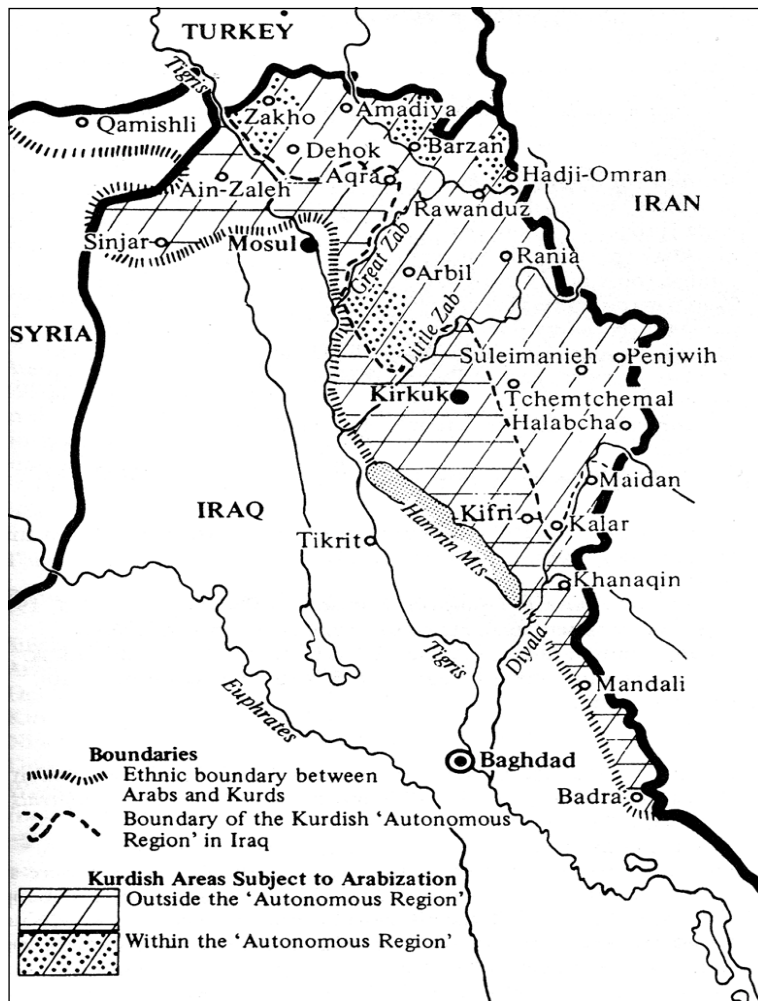 TURKEY
Tigris
Zakho
Amadiya
Qamishli
Dehok
Barzan
Aqra
Hadji-Omran
Ain-Zaleh
Rawanduz
IRAN
Sinjar
Mosul
Great Zab
Arbil
Rania
SYRIA
Little Zab
Suleimanieh
Penjwih
Kirkuk
Tchemtchemal
Halabcha
Maidan
IRAQ
Hamrin Mts
Kifri
Kalar
Tikrit
Khanaqin
Diyala
Tigris
Mandali
Euphrates
Baghdad
Badra
Boundaries
Ethnic boundary between
Arabs and Kurds
Boundary of the Kurdish ‘Autonomous
Region’ in Iraq
Kurdish Areas Subject to Arabization
Outside the ‘Autonomous Region’
Within the ‘Autonomous Region’